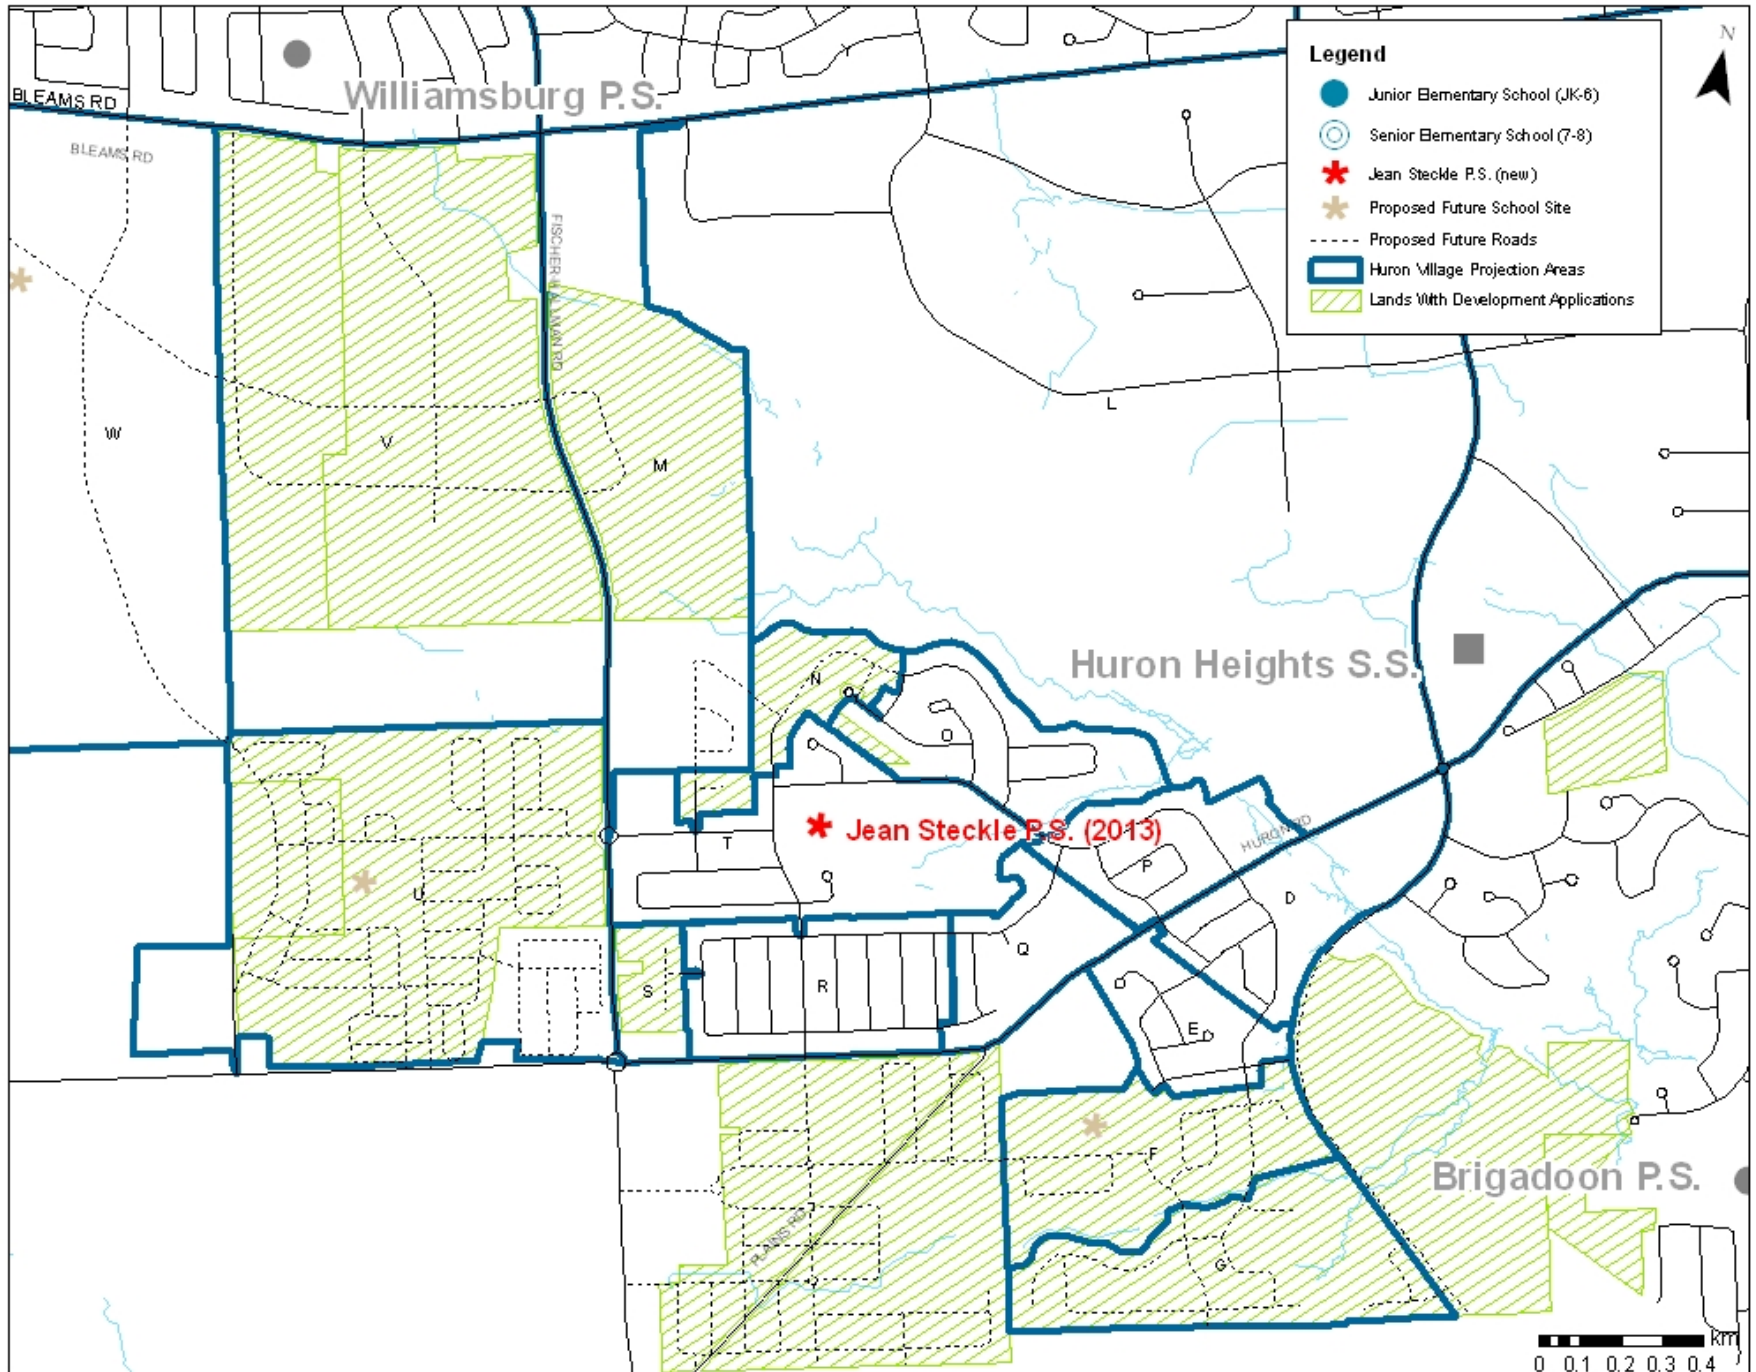 Williamsburg P.S.
BLEAMS RD
BLEAMS RD
N
Legend
Junior Elementary School (JK-6)
Senior Elementary School (7-8)
Jean Steckle P.S. (new)
Proposed Future School Site
Proposed Future Roads
Huron Village Projection Areas
Lands With Development Applications
L
W
V
M
Huron Heights S.S.
N
O
Jean Steckle P.S. (2013)
HURON RD
T
P
U
D
Q
R
S
E
F
Brigadoon P.S.
PLAINS RD
G
km
0 0.1 0.2 0.3 0.4